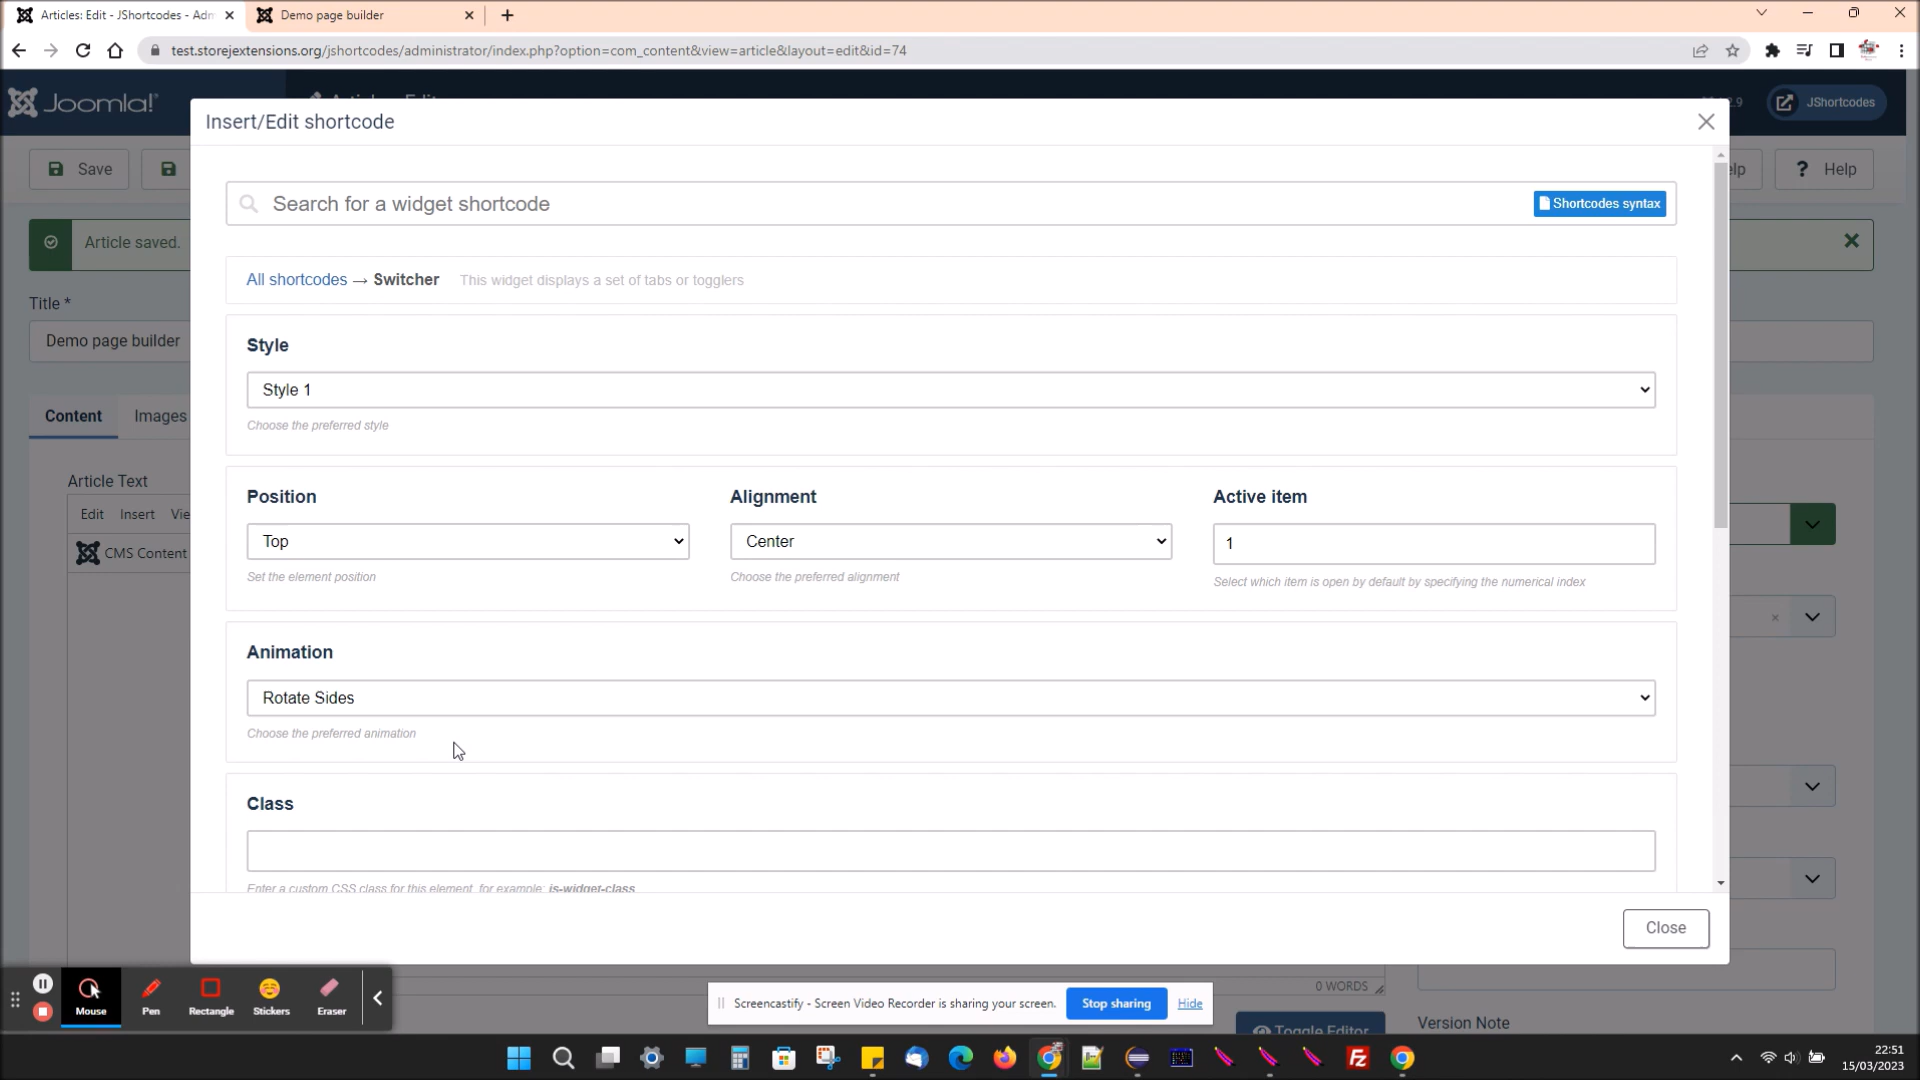 Articles: Edit - JShortcodes - Adm
Demo page builder
test.storejextensions.org/jshortcodes/administrator/index.php?option=com_content&view=article&layout=edit&id=74
Joomla!
JShortcodes
Insert/Edit shortcode
Save
Help
Search for a widget shortcode
Shortcodes syntax
Article saved.
All shortcodes → Switcher This widget displays a set of tabs or togglers
Title *
Demo page builder
Style
Style 1
Choose the preferred style
Content
Images
Article Text
Edit Insert
CMS Content
Position
Top
Set the element position
Alignment
Center
Choose the preferred alignment
Active item
1
Select which item is open by default by specifying the numerical index
Animation
Rotate Sides
Choose the preferred animation
Class
Enter a custom CSS class for this element, for example: is-widget-class
Close
0 WORDS
Toggle Editor
Version Note
Mouse
Pen
Rectangle
Stickers
Eraser
Screencastify - Screen Video Recorder is sharing your screen.
Stop sharing
Hide
22:51
15/03/2023